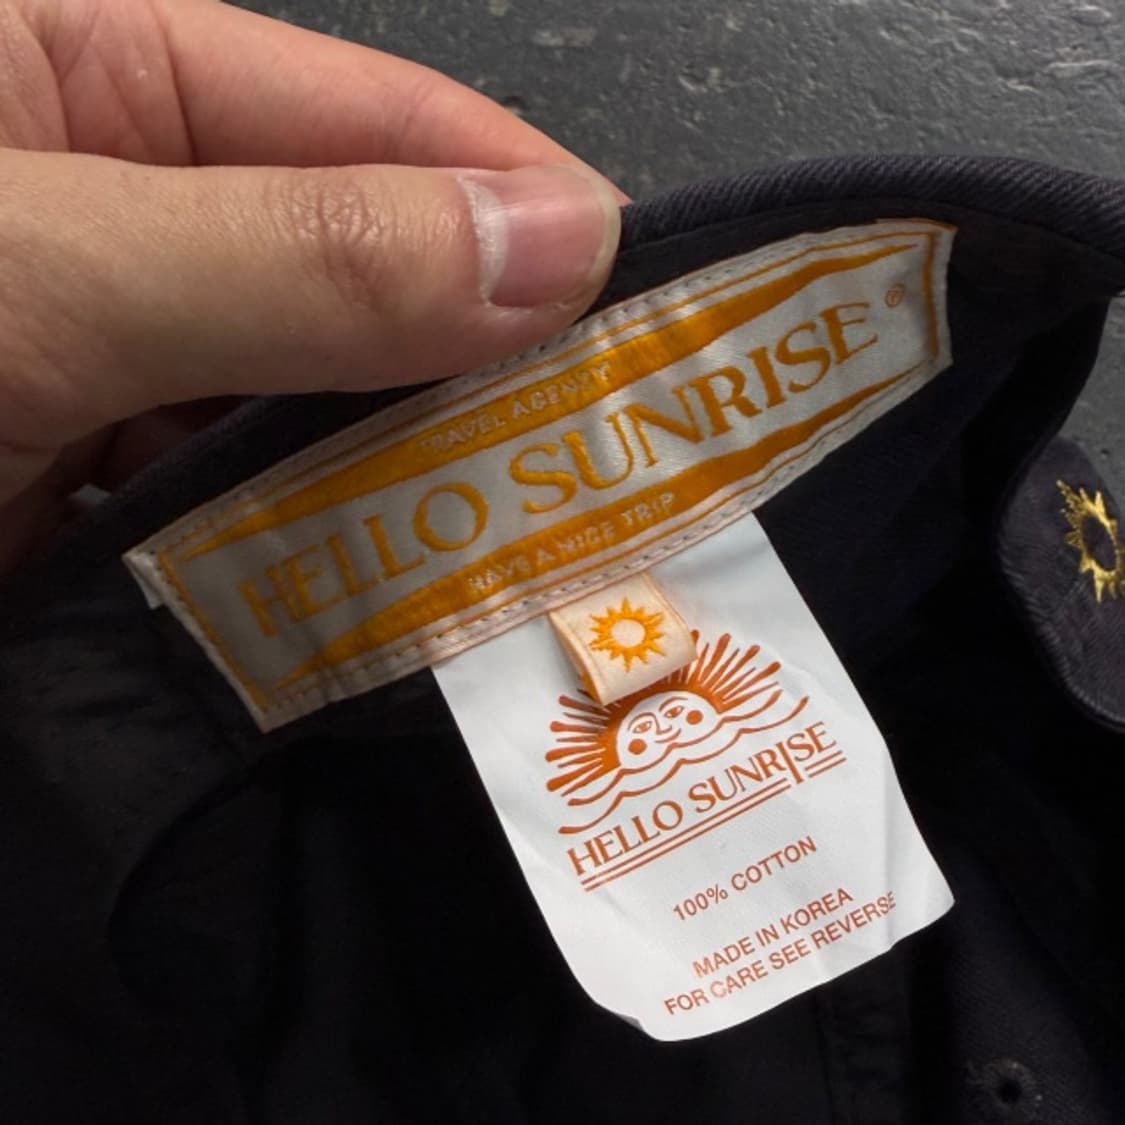 TRAVEL AGENCY
HELLO SUNRISE ®
HAVE A NICE TRIP
HELLO SUNRISE
100% COTTON
MADE IN KOREA
FOR CARE SEE REVERSE